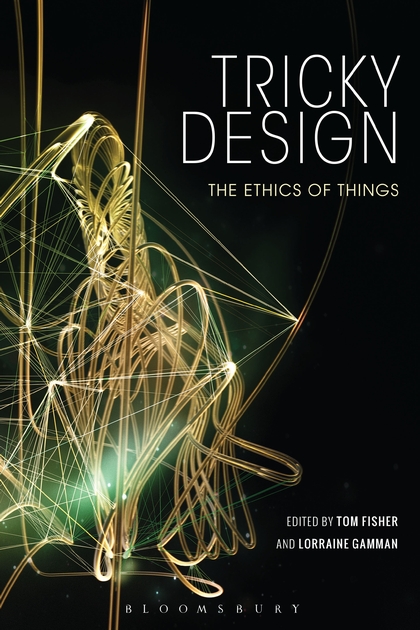 TRICKY
DESIGN
THE ETHICS OF THINGS
EDITED BY TOM FISHER
AND LORRAINE GAMMAN
BLOOMSBURY